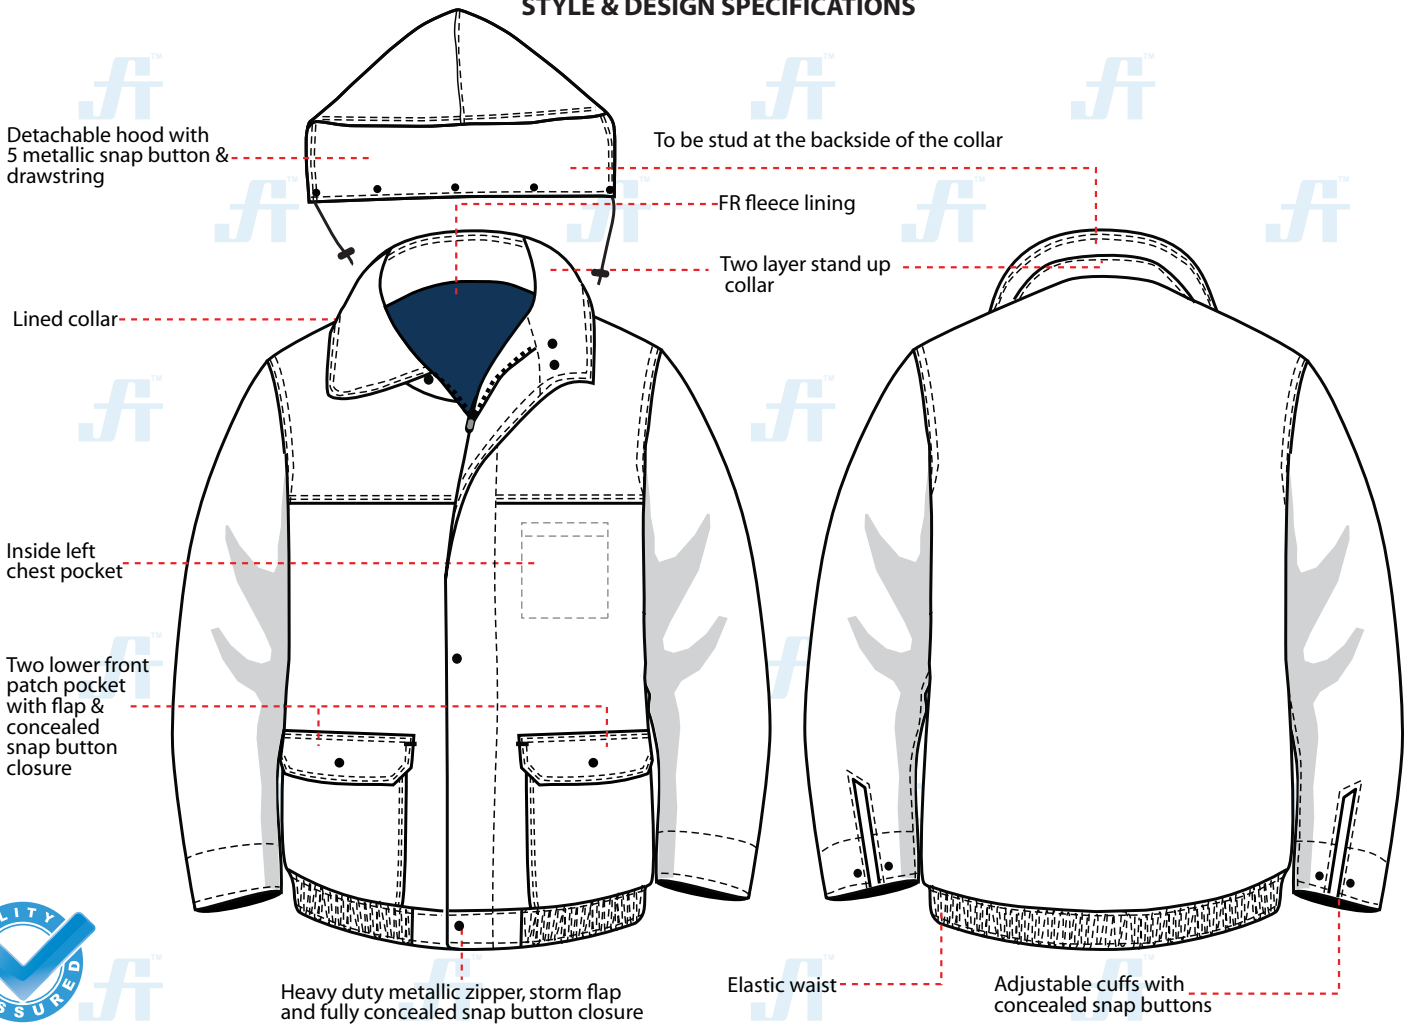 STYLE & DESIGN SPECIFICATIONS
Detachable hood with
5 metallic snap button &
drawstring
To be stud at the backside of the collar
FR fleece lining
Two layer stand up
collar
Lined collar
Inside left
chest pocket
Two lower front
patch pocket
with flap &
concealed
snap button
closure
Heavy duty metallic zipper, storm flap
and fully concealed snap button closure
Elastic waist
Adjustable cuffs with
concealed snap buttons